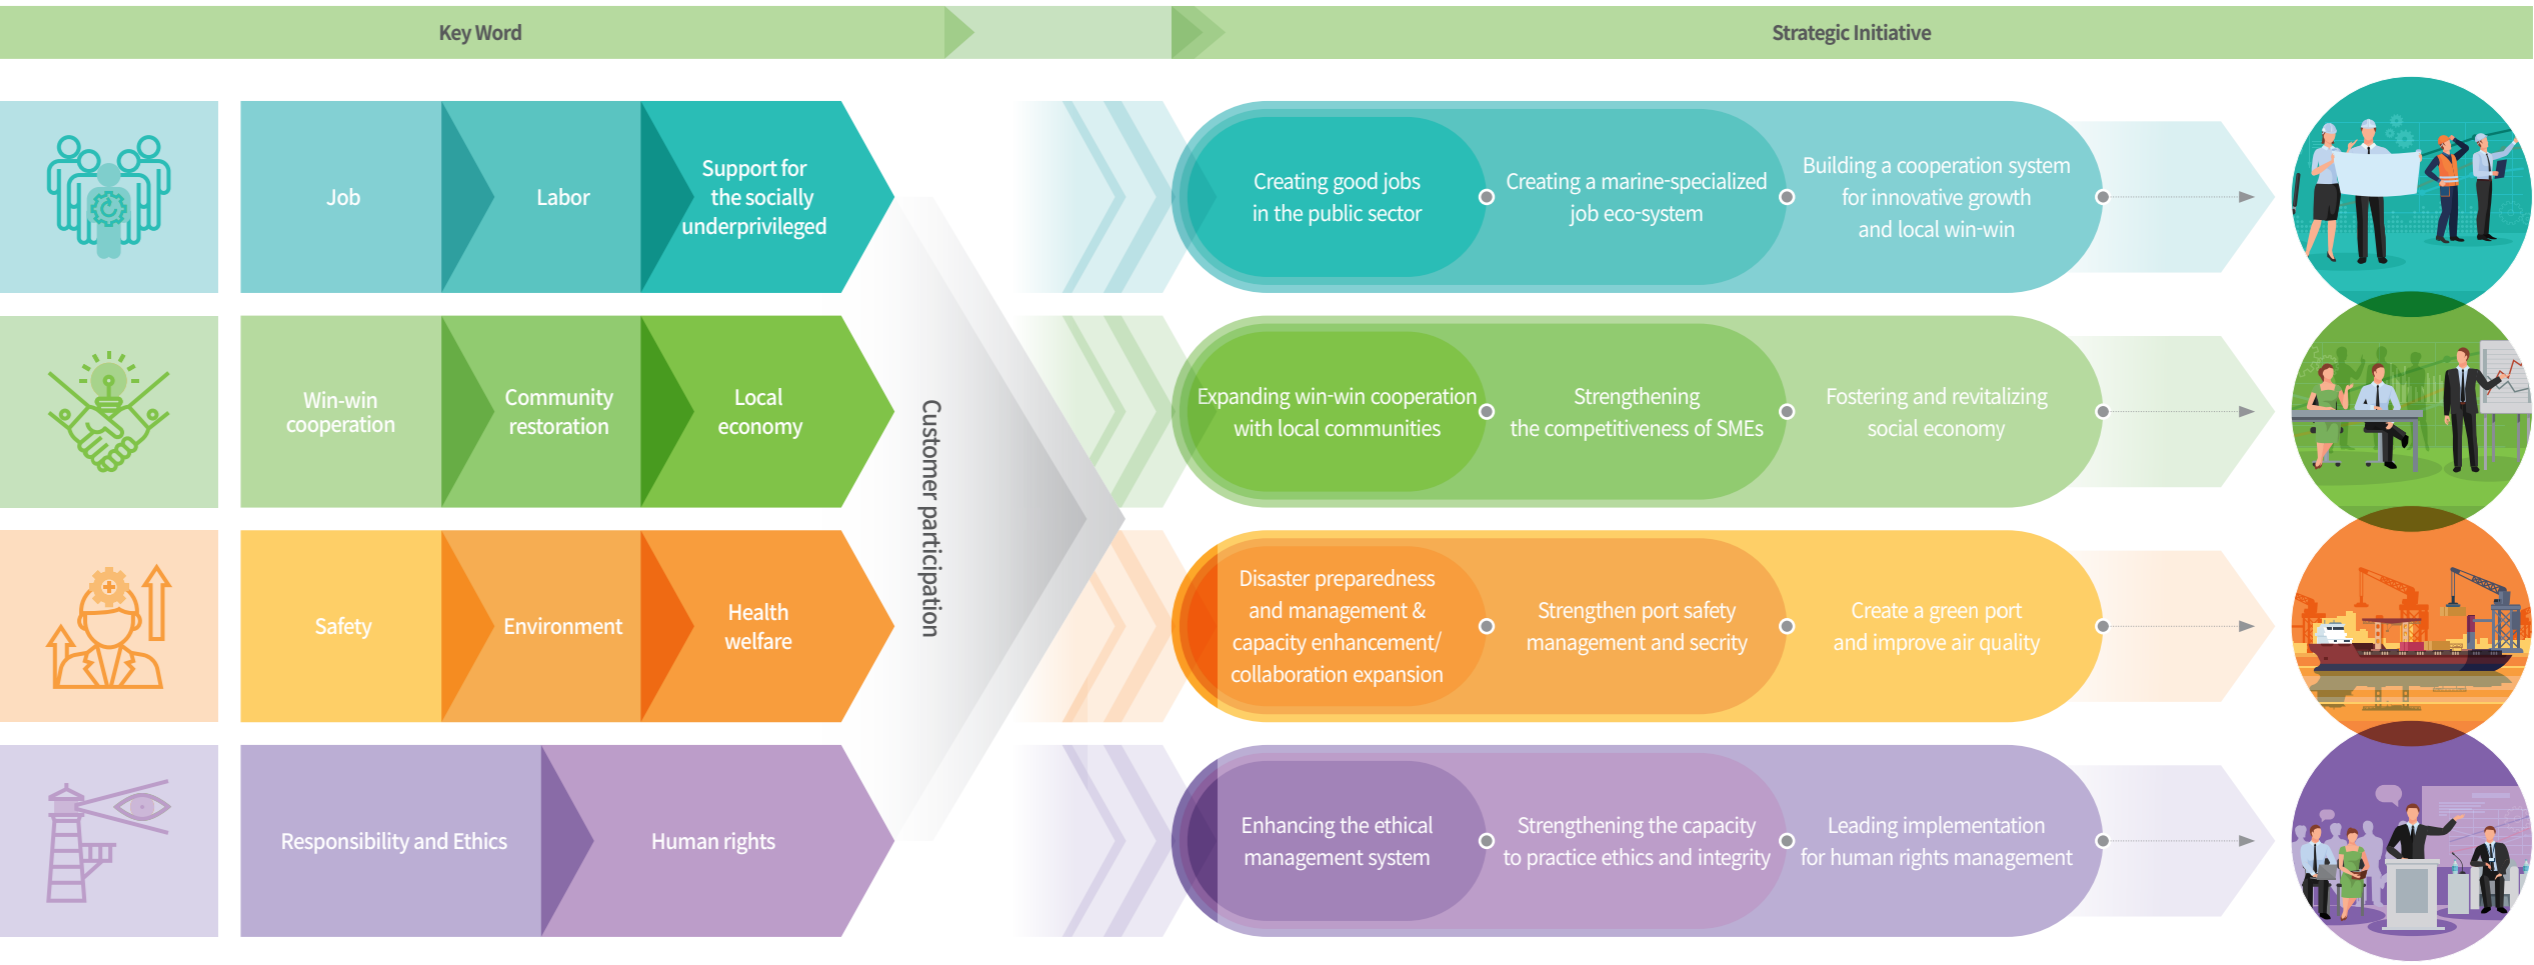 Key Word
Strategic Initiative
Job
Labor
Support for
the socially
underprivileged
Creating good jobs
in the public sector
Creating a marine-specialized
job eco-system
Building a cooperation system
for innovative growth
and local win-win
Win-win
cooperation
Community
restoration
Local
economy
Customer participation
Expanding win-win cooperation
with local communities
Strengthening
the competitiveness of SMEs
Fostering and revitalizing
social economy
Safety
Environment
Health
welfare
Disaster preparedness
and management &
capacity enhancement/
collaboration expansion
Strengthen port safety
management and secrity
Create a green port
and improve air quality
Responsibility and Ethics
Human rights
Enhancing the ethical
management system
Strengthening the capacity
to practice ethics and integrity
Leading implementation
for human rights management